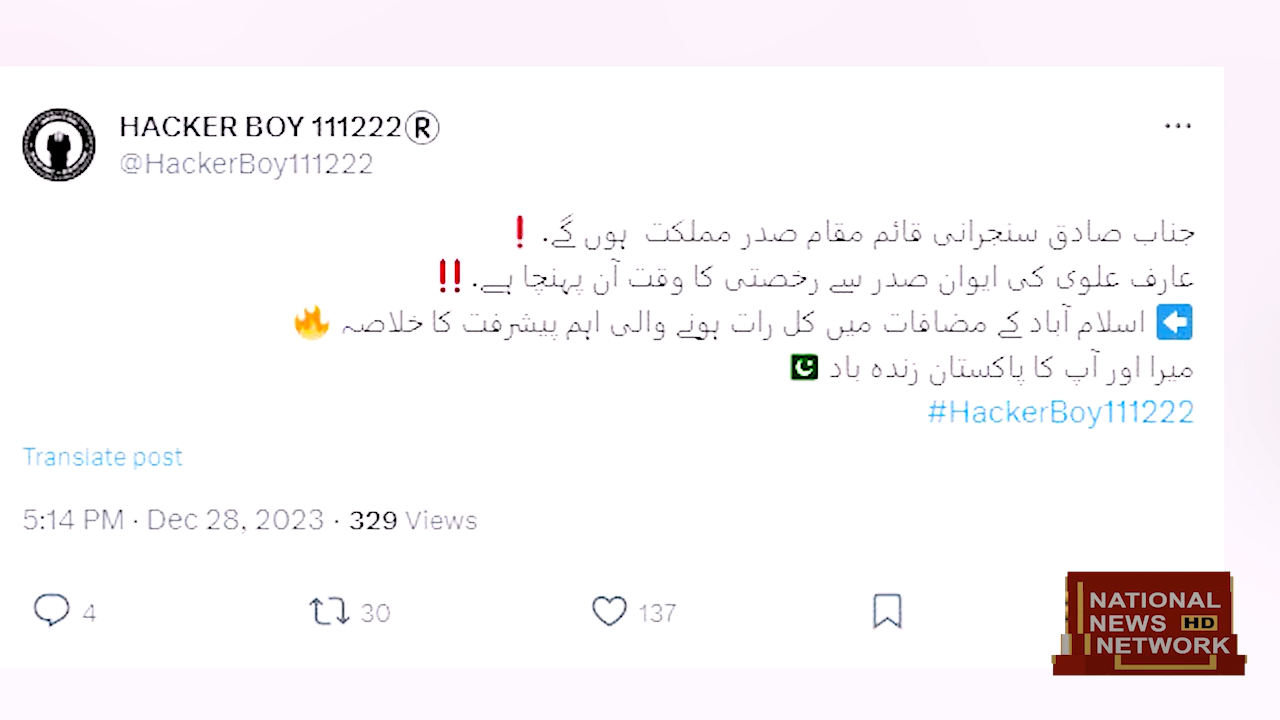 HACKER BOY 111222®
@HackerBoy111222
جناب صادق سنجرانی قائم مقام صدر مملکت ہوں گے.❗
عارف علوی کی ایوان صدر سے رخصتی کا وقت آن پہنچا ہے.‼️
⬅️ اسلام آباد کے مضافات میں کل رات ہونے والی اہم پیشرفت کا خلاصہ 🔥
میرا اور آپ کا پاکستان زندہ باد 🇵🇰
#HackerBoy111222
Translate post
5:14 PM · Dec 28, 2023 · 329 Views
4 30 137
NATIONAL
NEWS HD
NETWORK